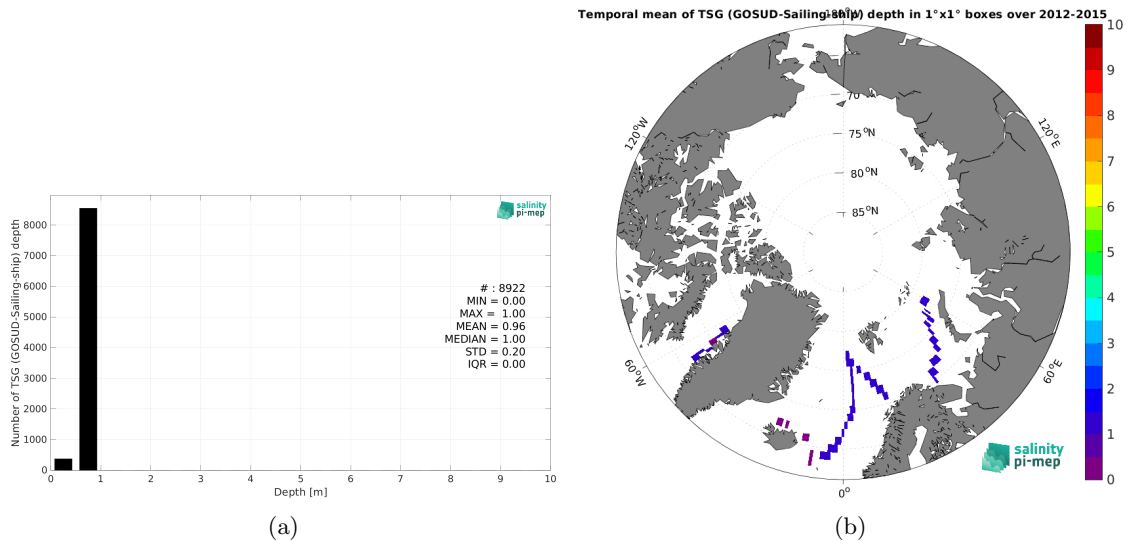 Number of TSG (GOSUD-Sailing-ship) depth
8000
7000
6000
5000
4000
3000
2000
1000
0
0 1 2 3 4 5 6 7 8 9 10
Depth [m]
salinity
pi-mep
# : 8922
MIN = 0.00
MAX = 1.00
MEAN = 0.96
MEDIAN = 1.00
STD = 0.20
IQR = 0.00
(a)
Temporal mean of TSG (GOSUD-Sailing-ship) depth in 1°x1° boxes over 2012-2015
180°W
120°W
120°E
60°W
60°E
0°
70
75°N
80°N
85°N
10
9
8
7
6
5
4
3
2
1
0
salinity
pi-mep
(b)